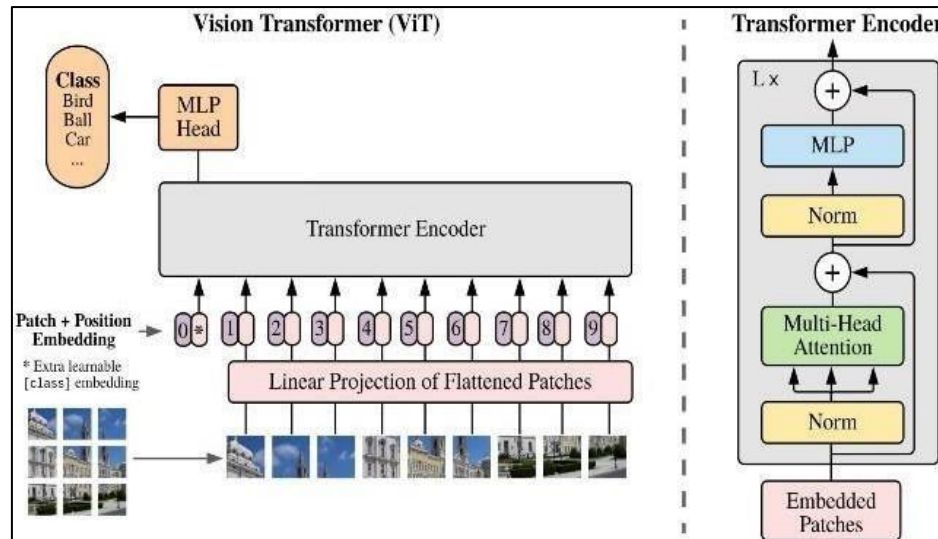 Vision Transformer (ViT)
Class
Bird
Ball
Car
...
MLP
Head
Transformer Encoder
0 * 1 2 3 4 5 6 7 8 9
Patch + Position
Embedding
* Extra learnable
[class] embedding
Linear Projection of Flattened Patches
Transformer Encoder
L x
+
MLP
Norm
+
Multi-Head
Attention
Norm
Embedded
Patches